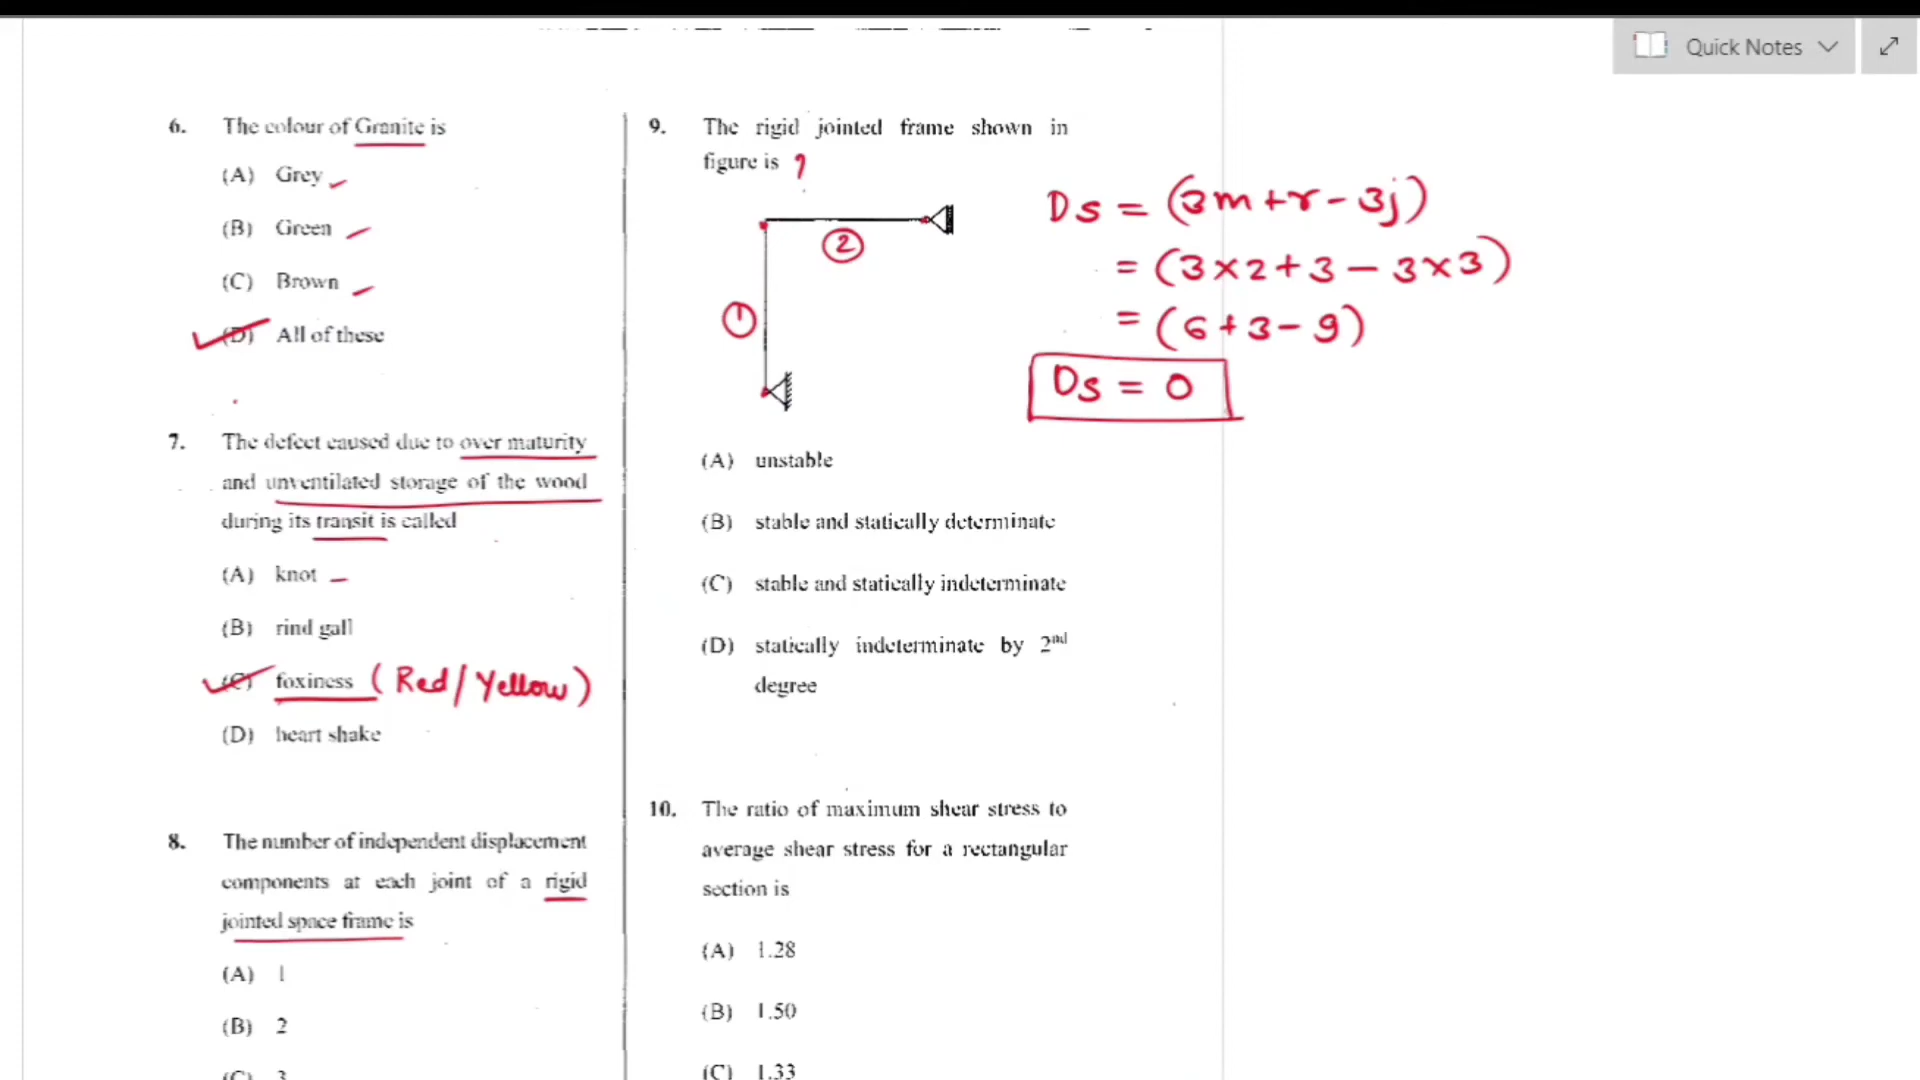 Quick Notes
6. The colour of Granite is
(A) Grey
(B) Green
(C) Brown
(D) All of these
7. The defect caused due to over maturity
and unventilated storage of the wood
during its transit is called
(A) knot
(B) rind gall
(C) foxiness (Red/Yellow)
(D) heart shake
8. The number of independent displacement
components at each joint of a rigid
jointed space frame is
(A) 1
(B) 2
(C) 3
9. The rigid jointed frame shown in
figure is ?
2
1
Ds = (3m+r-3j)
= (3×2+3-3×3)
= (6+3-9)
Ds = 0
(A) unstable
(B) stable and statically determinate
(C) stable and statically indeterminate
(D) statically indeterminate by 2nd
degree
10. The ratio of maximum shear stress to
average shear stress for a rectangular
section is
(A) 1.28
(B) 1.50
(C) 1.33